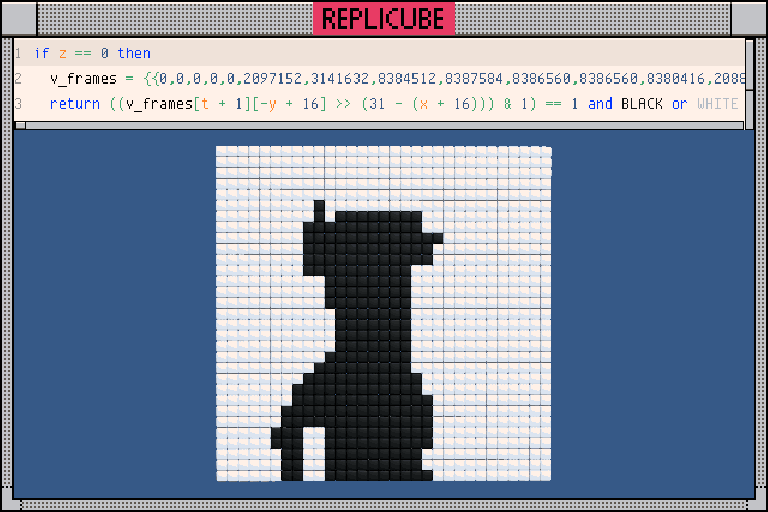 REPLICUBE
1 if z == 0 then
2 v_frames = {{0,0,0,0,0,2097152,3141632,8384512,8387584,8386560,8386560,8380416,2088
3 return ((v_frames[t + 1][-y + 16] >> (31 - (x + 16))) & 1) == 1 and BLACK or WHITE